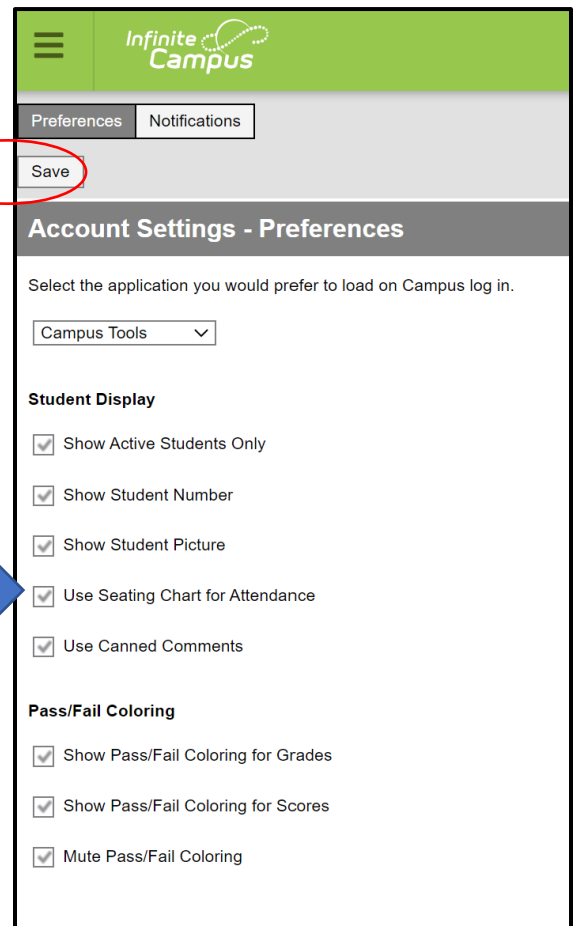 Infinite
Campus
Preferences Notifications
Save
Account Settings - Preferences
Select the application you would prefer to load on Campus log in.
Campus Tools
Student Display
Show Active Students Only
Show Student Number
Show Student Picture
Use Seating Chart for Attendance
Use Canned Comments
Pass/Fail Coloring
Show Pass/Fail Coloring for Grades
Show Pass/Fail Coloring for Scores
Mute Pass/Fail Coloring